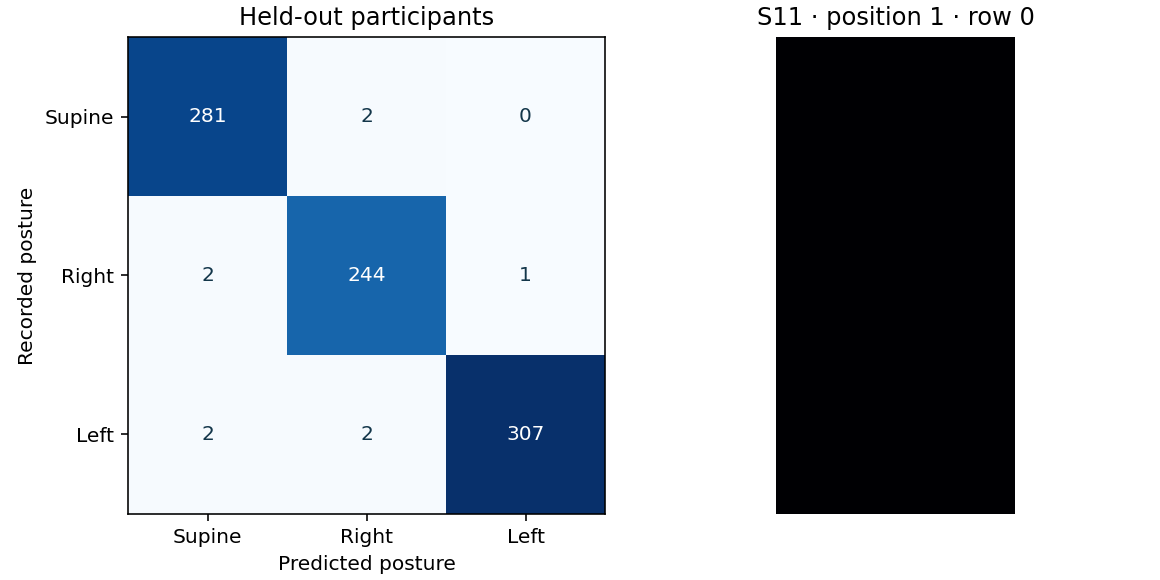 Held-out participants
S11 · position 1 · row 0
Recorded posture
Supine 281 2 0
Right 2 244 1
Left 2 2 307
Supine Right Left
Predicted posture